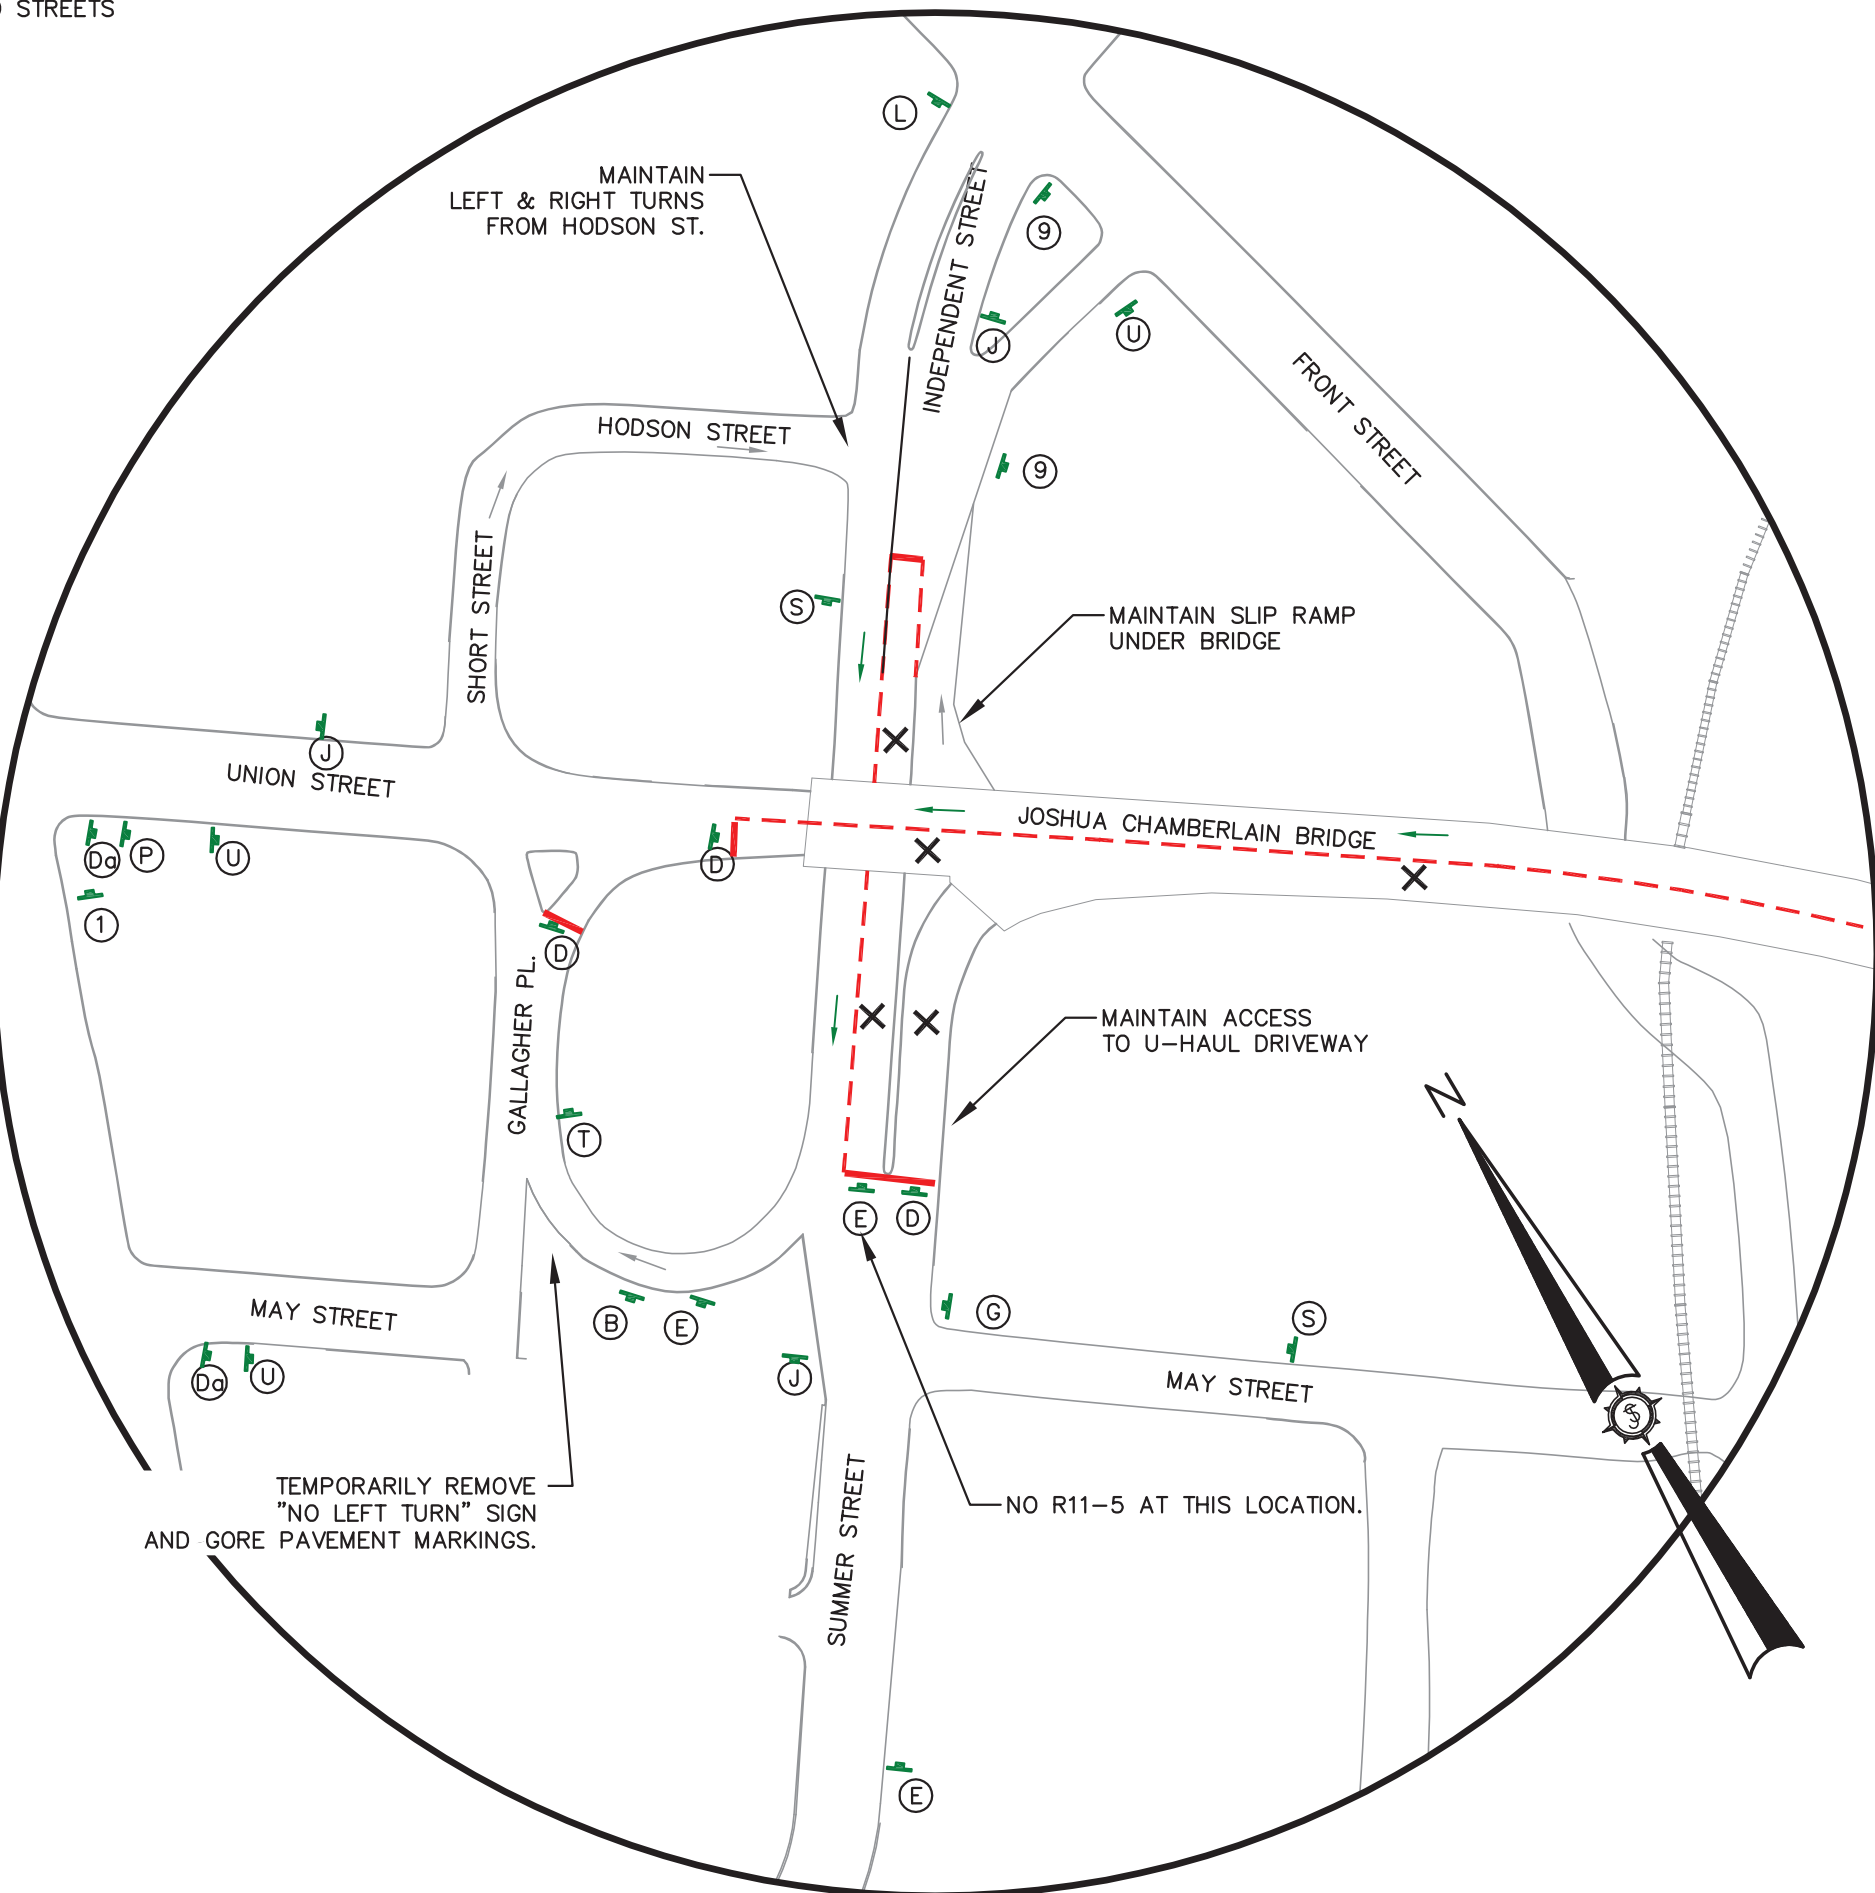 STREETS
L
MAINTAIN
LEFT & RIGHT TURNS
FROM HODSON ST.
INDEPENDENT STREET
9
J
U
FRONT STREET
HODSON STREET
9
SHORT STREET
S
MAINTAIN SLIP RAMP
UNDER BRIDGE
J
UNION STREET
JOSHUA CHAMBERLAIN BRIDGE
Da
P
U
D
1
D
GALLAGHER PL.
MAINTAIN ACCESS
TO U-HAUL DRIVEWAY
N
T
E
D
B
E
G
S
MAY STREET
Da
U
J
MAY STREET
TEMPORARILY REMOVE
"NO LEFT TURN" SIGN
AND GORE PAVEMENT MARKINGS.
NO R11-5 AT THIS LOCATION.
SUMMER STREET
E